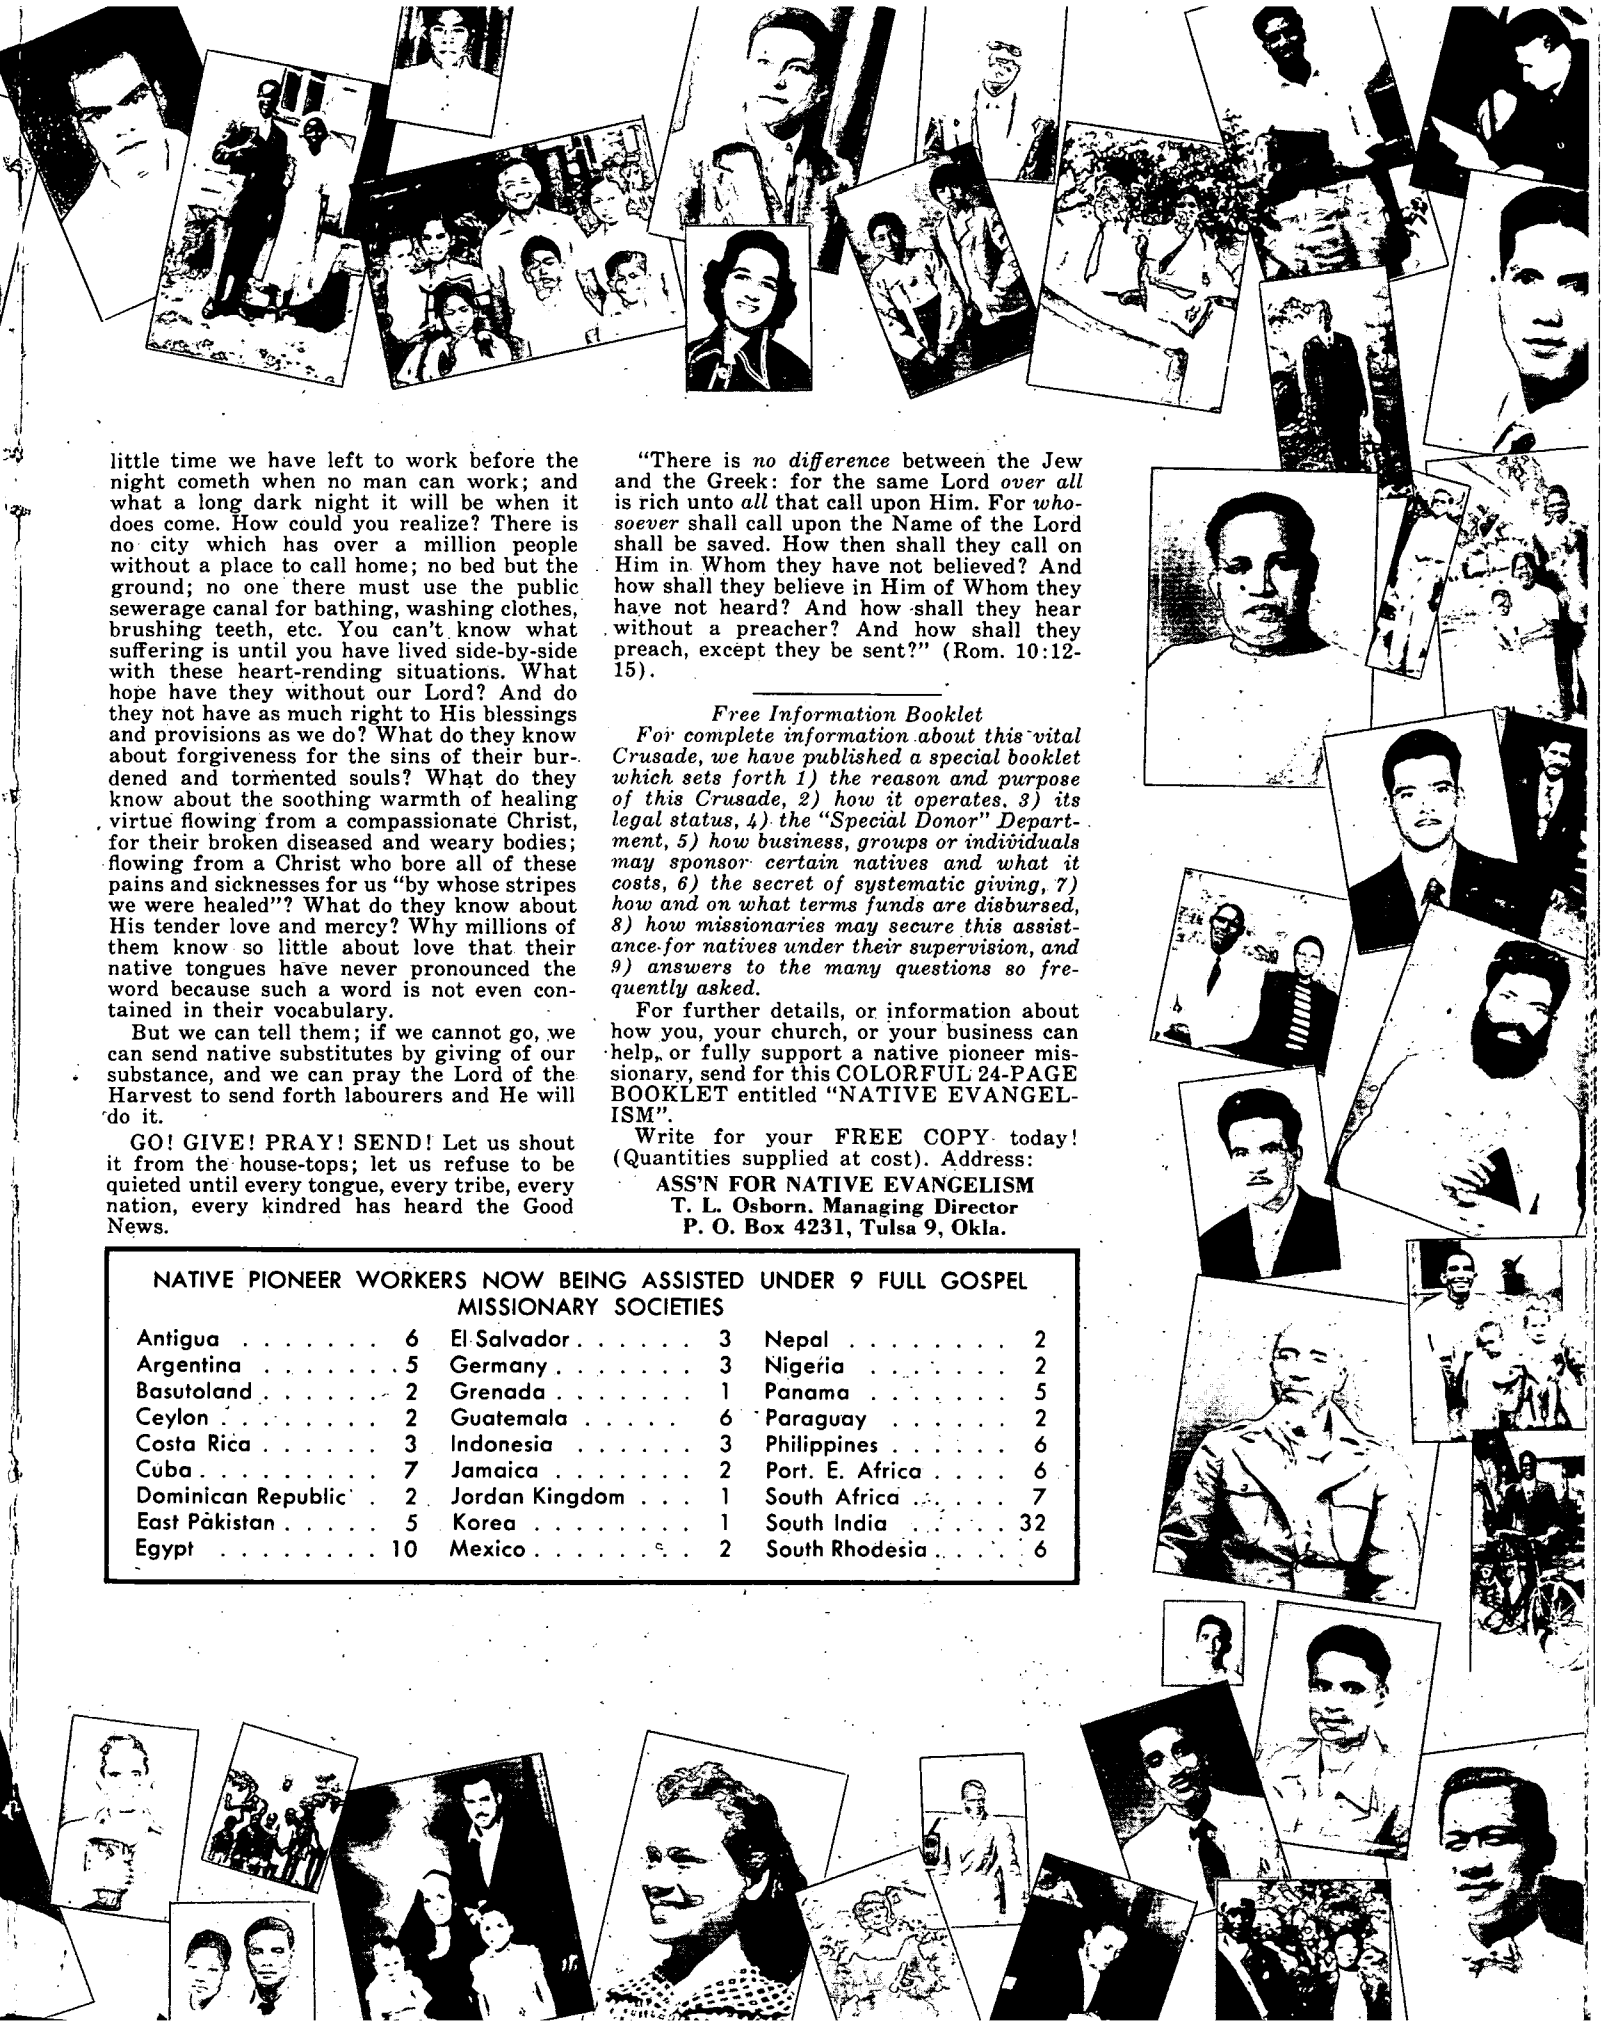 little time we have left to work before the
night cometh when no man can work; and
what a long dark night it will be when it
does come. How could you realize? There is
no city which has over a million people
without a place to call home; no bed but the
ground; no one there must use the public
sewerage canal for bathing, washing clothes,
brushing teeth, etc. You can't know what
suffering is until you have lived side-by-side
with these heart-rending situations. What
hope have they without our Lord? And do
they not have as much right to His blessings
and provisions as we do? What do they know
about forgiveness for the sins of their bur-
dened and tormented souls? What do they
know about the soothing warmth of healing
virtue flowing from a compassionate Christ,
for their broken diseased and weary bodies;
flowing from a Christ who bore all of these
pains and sicknesses for us "by whose stripes
we were healed"? What do they know about
His tender love and mercy? Why millions of
them know so little about love that their
native tongues have never pronounced the
word because such a word is not even con-
tained in their vocabulary.
But we can tell them; if we cannot go, we
can send native substitutes by giving of our
substance, and we can pray the Lord of the
Harvest to send forth labourers and He will
do it.
GO! GIVE! PRAY! SEND! Let us shout
it from the house-tops; let us refuse to be
quieted until every tongue, every tribe, every
nation, every kindred has heard the Good
News.
"There is no difference between the Jew
and the Greek: for the same Lord over all
is rich unto all that call upon Him. For who-
soever shall call upon the Name of the Lord
shall be saved. How then shall they call on
Him in Whom they have not believed? And
how shall they believe in Him of Whom they
have not heard? And how shall they hear
without a preacher? And how shall they
preach, except they be sent?" (Rom. 10:12-
15).
Free Information Booklet
For complete information about this vital
Crusade, we have published a special booklet
which sets forth 1) the reason and purpose
of this Crusade, 2) how it operates, 3) its
legal status, 4) the "Special Donor" Depart-
ment, 5) how business, groups or individuals
may sponsor certain natives and what it
costs, 6) the secret of systematic giving, 7)
how and on what terms funds are disbursed,
8) how missionaries may secure this assist-
ance for natives under their supervision, and
9) answers to the many questions so fre-
quently asked.
For further details, or information about
how you, your church, or your business can
help, or fully support a native pioneer mis-
sionary, send for this COLORFUL 24-PAGE
BOOKLET entitled "NATIVE EVANGEL-
ISM".
Write for your FREE COPY today!
(Quantities supplied at cost). Address:
ASS'N FOR NATIVE EVANGELISM
T. L. Osborn. Managing Director
P. O. Box 4231, Tulsa 9, Okla.
NATIVE PIONEER WORKERS NOW BEING ASSISTED UNDER 9 FULL GOSPEL
MISSIONARY SOCIETIES
Antigua . . . . . . . 6 El Salvador . . . . . . 3 Nepal . . . . . . . . 2
Argentina . . . . . . . 5 Germany . . . . . . . 3 Nigeria . . . . . . . 2
Basutoland . . . . . . 2 Grenada . . . . . . . 1 Panama . . . . . . . 5
Ceylon . . . . . . . . 2 Guatemala . . . . . 6 Paraguay . . . . . . 2
Costa Rica . . . . . . 3 Indonesia . . . . . . 3 Philippines . . . . . . 6
Cuba . . . . . . . . . 7 Jamaica . . . . . . . 2 Port. E. Africa . . . . 6
Dominican Republic . 2 Jordan Kingdom . . . 1 South Africa . . . . . 7
East Pakistan . . . . . 5 Korea . . . . . . . . 1 South India . . . . . 32
Egypt . . . . . . . . 10 Mexico . . . . . . . . 2 South Rhodesia . . . . 6